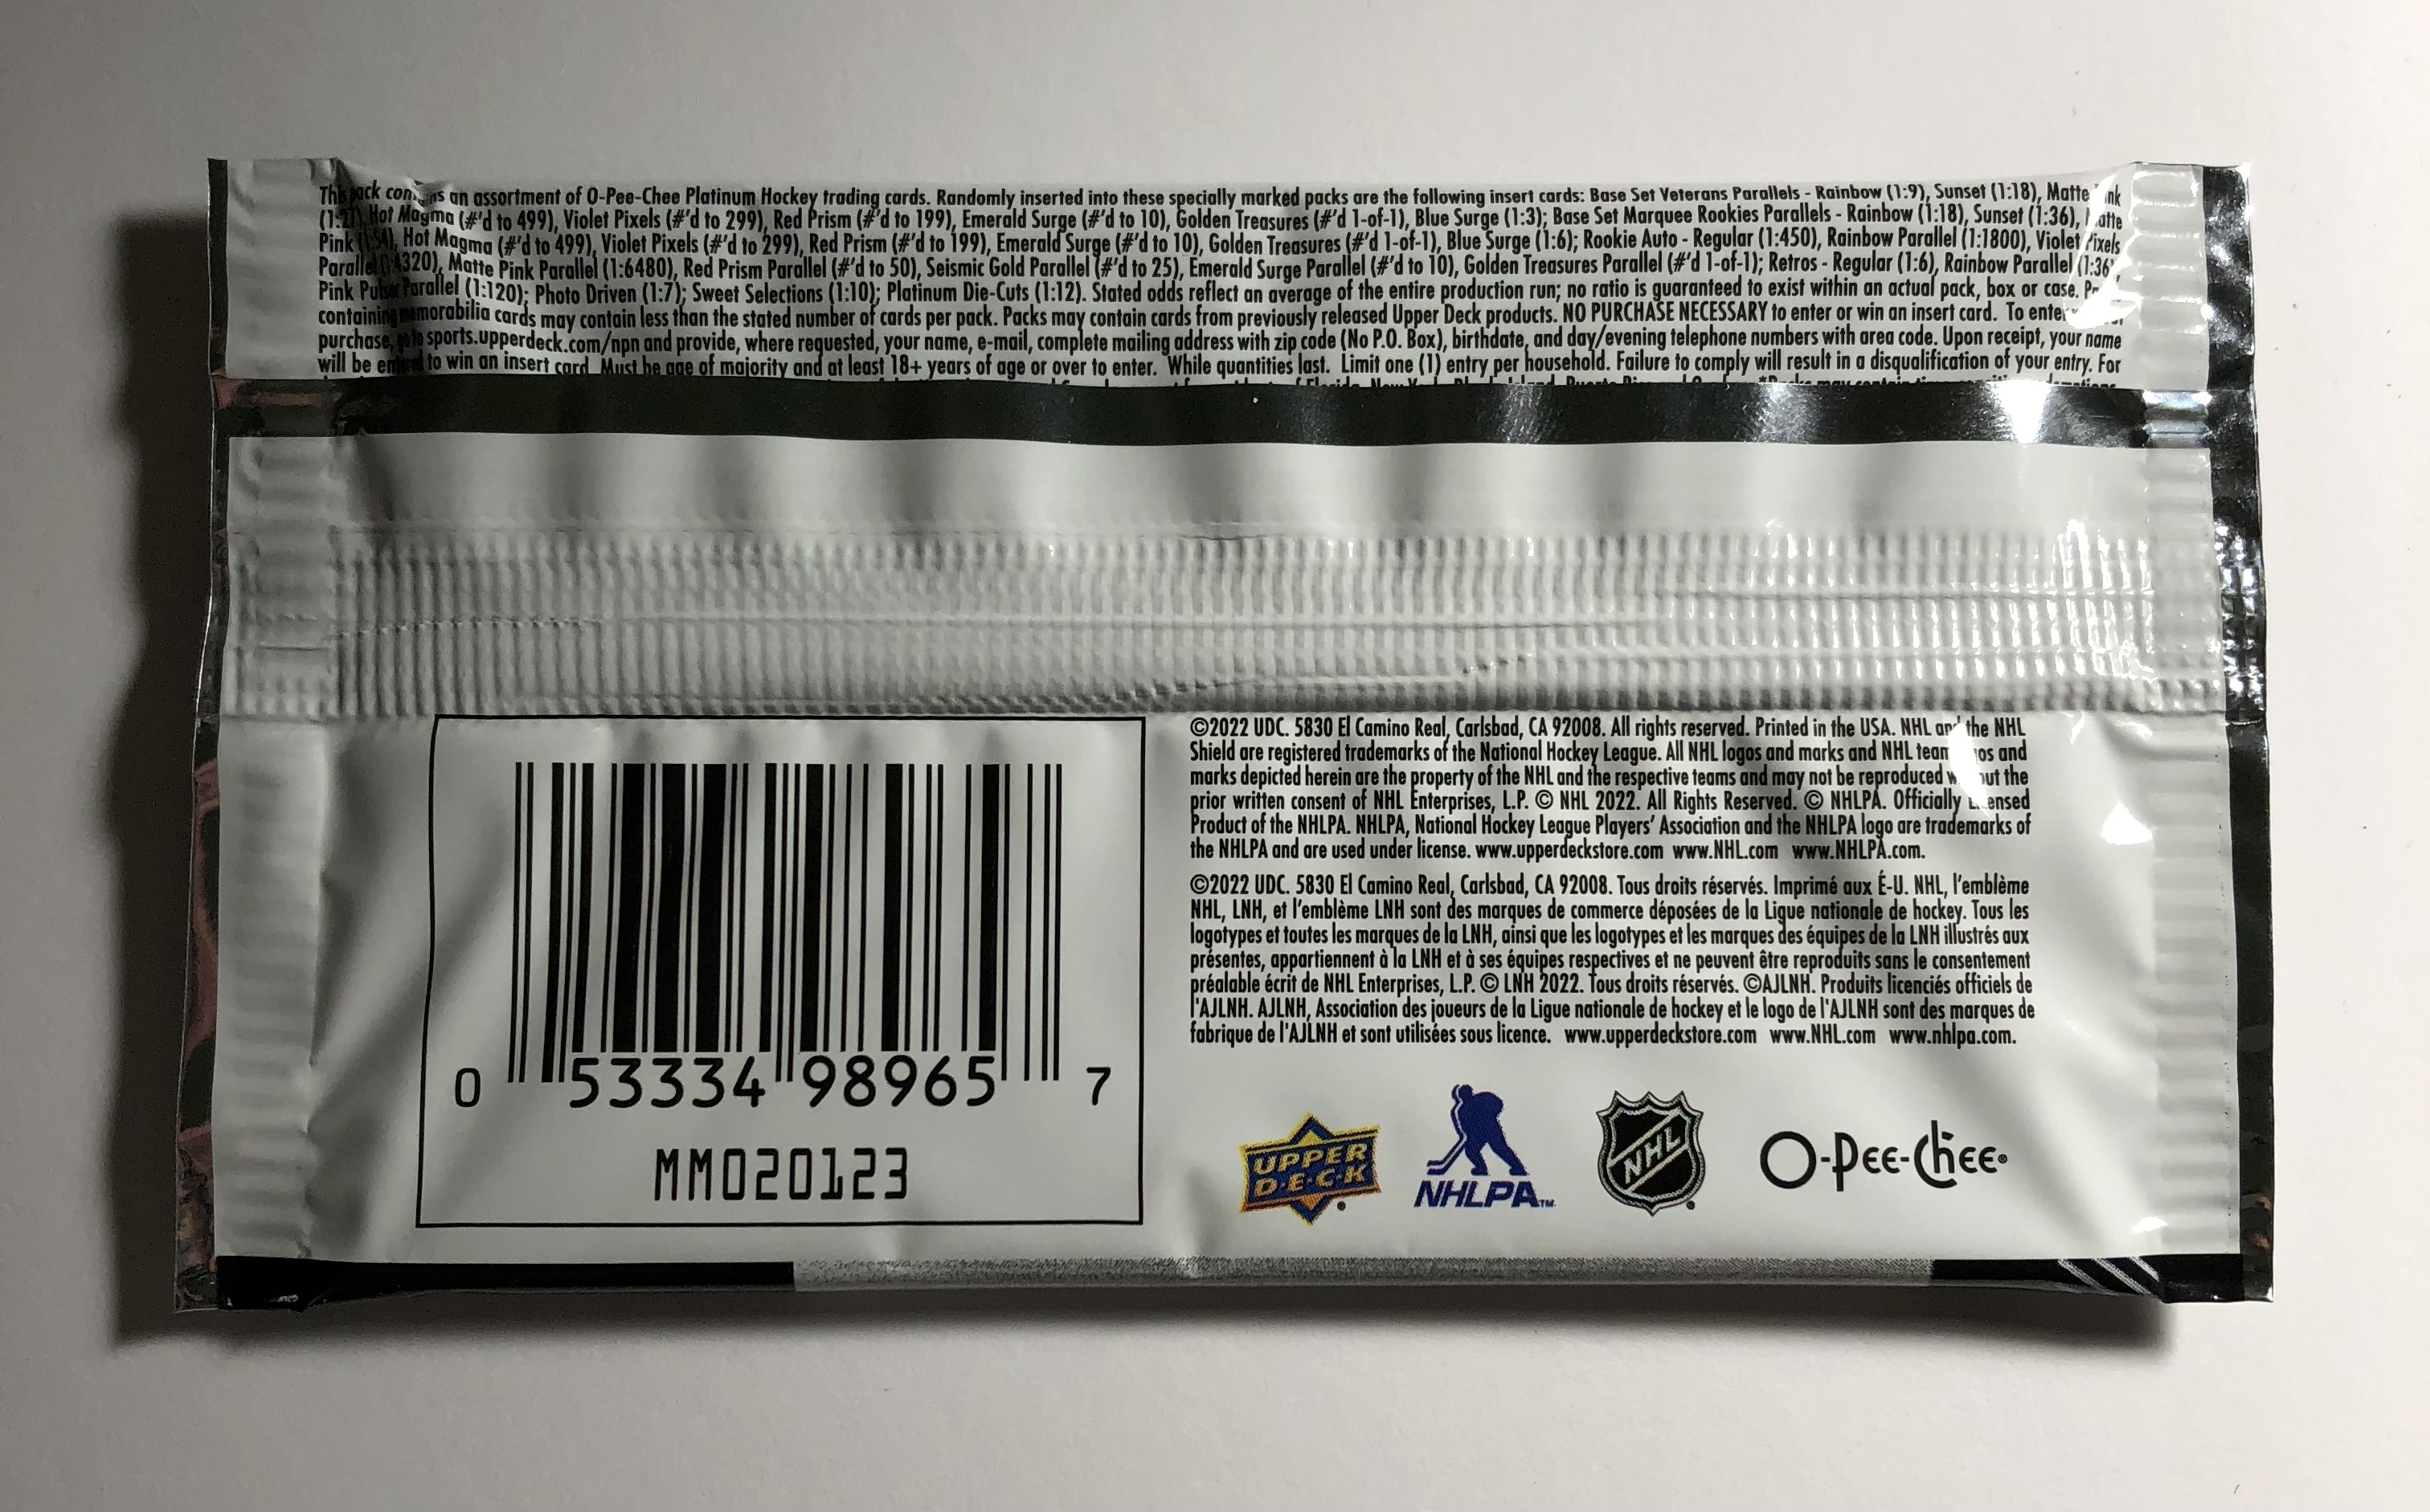 This pack contains an assortment of O-Pee-Chee Platinum Hockey trading cards. Randomly inserted into these specially marked packs are the following insert cards: Base Set Veterans Parallels - Rainbow (1:9), Sunset (1:18), Matte
Hot Magma (#'d to 499), Violet Pixels (#'d to 299), Red Prism (#'d to 199), Emerald Surge (#'d to 10), Golden Treasures (#'d 1-of-1), Blue Surge (1:3); Base Set Marquee Rookies Parallels - Rainbow (1:18), Sunset (1:36), Matte
Pink Hot Magma (#'d to 499), Violet Pixels (#'d to 299), Red Prism (#'d to 199), Emerald Surge (#'d to 10), Golden Treasures (#'d 1-of-1), Blue Surge (1:6); Rookie Auto - Regular (1:450), Rainbow Parallel (1:1800), Violet Pixels
Parallel Matte Pink Parallel (1:6480), Red Prism Parallel (#'d to 50), Seismic Gold Parallel (#'d to 25), Emerald Surge Parallel (#'d to 10), Golden Treasures Parallel (#'d 1-of-1); Retros - Regular (1:6), Rainbow Parallel
Pink Pulse Parallel (1:120); Photo Driven (1:7); Sweet Selections (1:10); Platinum Die-Cuts (1:12). Stated odds reflect an average of the entire production run; no ratio is guaranteed to exist within an actual pack, box or case.
containing memorabilia cards may contain less than the stated number of cards per pack. Packs may contain cards from previously released Upper Deck products. NO PURCHASE NECESSARY to enter or win an insert card. To enter
purchase, sports.upperdeck.com/npn and provide, where requested, your name, e-mail, complete mailing address with zip code (No P.O. Box), birthdate, and day/evening telephone numbers with area code. Upon receipt, your name
will be entered to win an insert card. Must be age of majority and at least 18+ years of age or over to enter. While quantities last. Limit one (1) entry per household. Failure to comply will result in a disqualification of your entry. For
©2022 UDC. 5830 El Camino Real, Carlsbad, CA 92008. All rights reserved. Printed in the USA. NHL and the NHL
Shield are registered trademarks of the National Hockey League. All NHL logos and marks and NHL team logos and
marks depicted herein are the property of the NHL and the respective teams and may not be reproduced without the
prior written consent of NHL Enterprises, L.P. © NHL 2022. All Rights Reserved. © NHLPA. Officially Licensed
Product of the NHLPA. NHLPA, National Hockey League Players' Association and the NHLPA logo are trademarks of
the NHLPA and are used under license. www.upperdeckstore.com www.NHL.com www.NHLPA.com.
©2022 UDC. 5830 El Camino Real, Carlsbad, CA 92008. Tous droits réservés. Imprimé aux É-U. NHL, l'emblème
NHL, LNH, et l'emblème LNH sont des marques de commerce déposées de la Ligue nationale de hockey. Tous les
logotypes et toutes les marques de la LNH, ainsi que les logotypes et les marques des équipes de la LNH illustrés aux
présentes, appartiennent à la LNH et à ses équipes respectives et ne peuvent être reproduits sans le consentement
préalable écrit de NHL Enterprises, L.P. © LNH 2022. Tous droits réservés. ©AJLNH. Produits licenciés officiels de
l'AJLNH. AJLNH, Association des joueurs de la Ligue nationale de hockey et le logo de l'AJLNH sont des marques de
fabrique de l'AJLNH et sont utilisées sous licence. www.upperdeckstore.com www.NHL.com www.nhlpa.com.
0 53334 98965 7
MM020123
UPPER
D·E·C·K
NHLPA™
NHL
O-Pee-Chee®